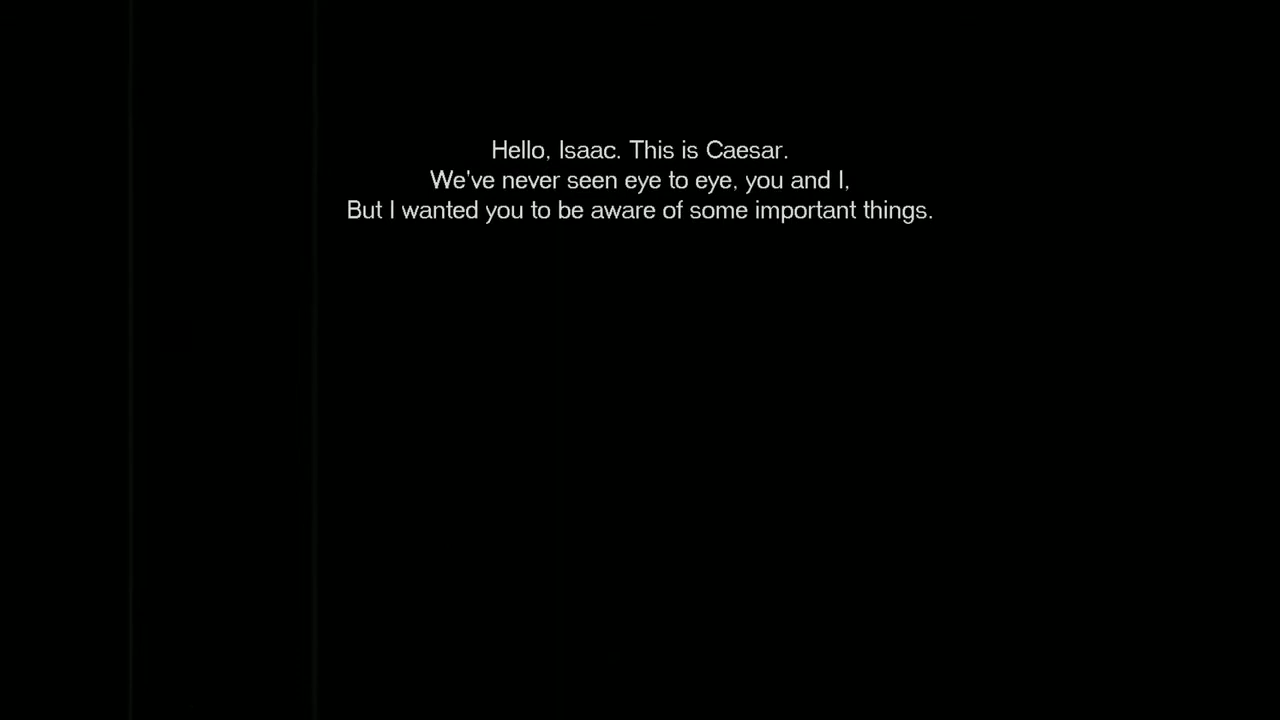 Hello, Isaac. This is Caesar.
We've never seen eye to eye, you and I,
But I wanted you to be aware of some important things.